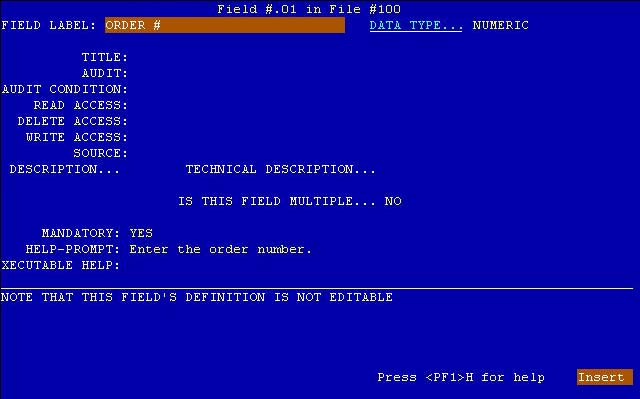 Field #.01 in File #100
FIELD LABEL: ORDER # DATA TYPE... NUMERIC
TITLE:
AUDIT:
AUDIT CONDITION:
READ ACCESS:
DELETE ACCESS:
WRITE ACCESS:
SOURCE:
DESCRIPTION... TECHNICAL DESCRIPTION...
IS THIS FIELD MULTIPLE... NO
MANDATORY: YES
HELP-PROMPT: Enter the order number.
XECUTABLE HELP:
NOTE THAT THIS FIELD'S DEFINITION IS NOT EDITABLE
Press <PF1>H for help Insert